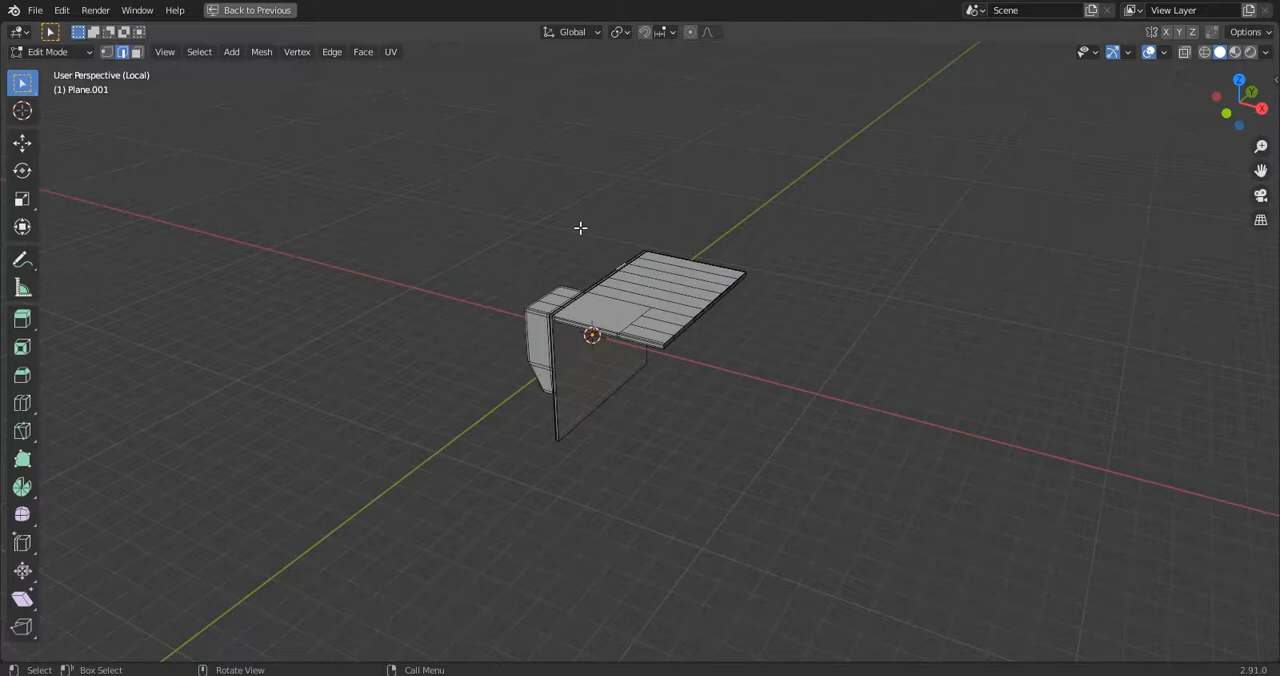 File Edit Render Window Help Back to Previous Scene View Layer
Global Options
X Y Z
Edit Mode View Select Add Mesh Vertex Edge Face UV
User Perspective (Local)
(1) Plane.001
Z
Y
X
Select Box Select Rotate View Call Menu 2.91.0